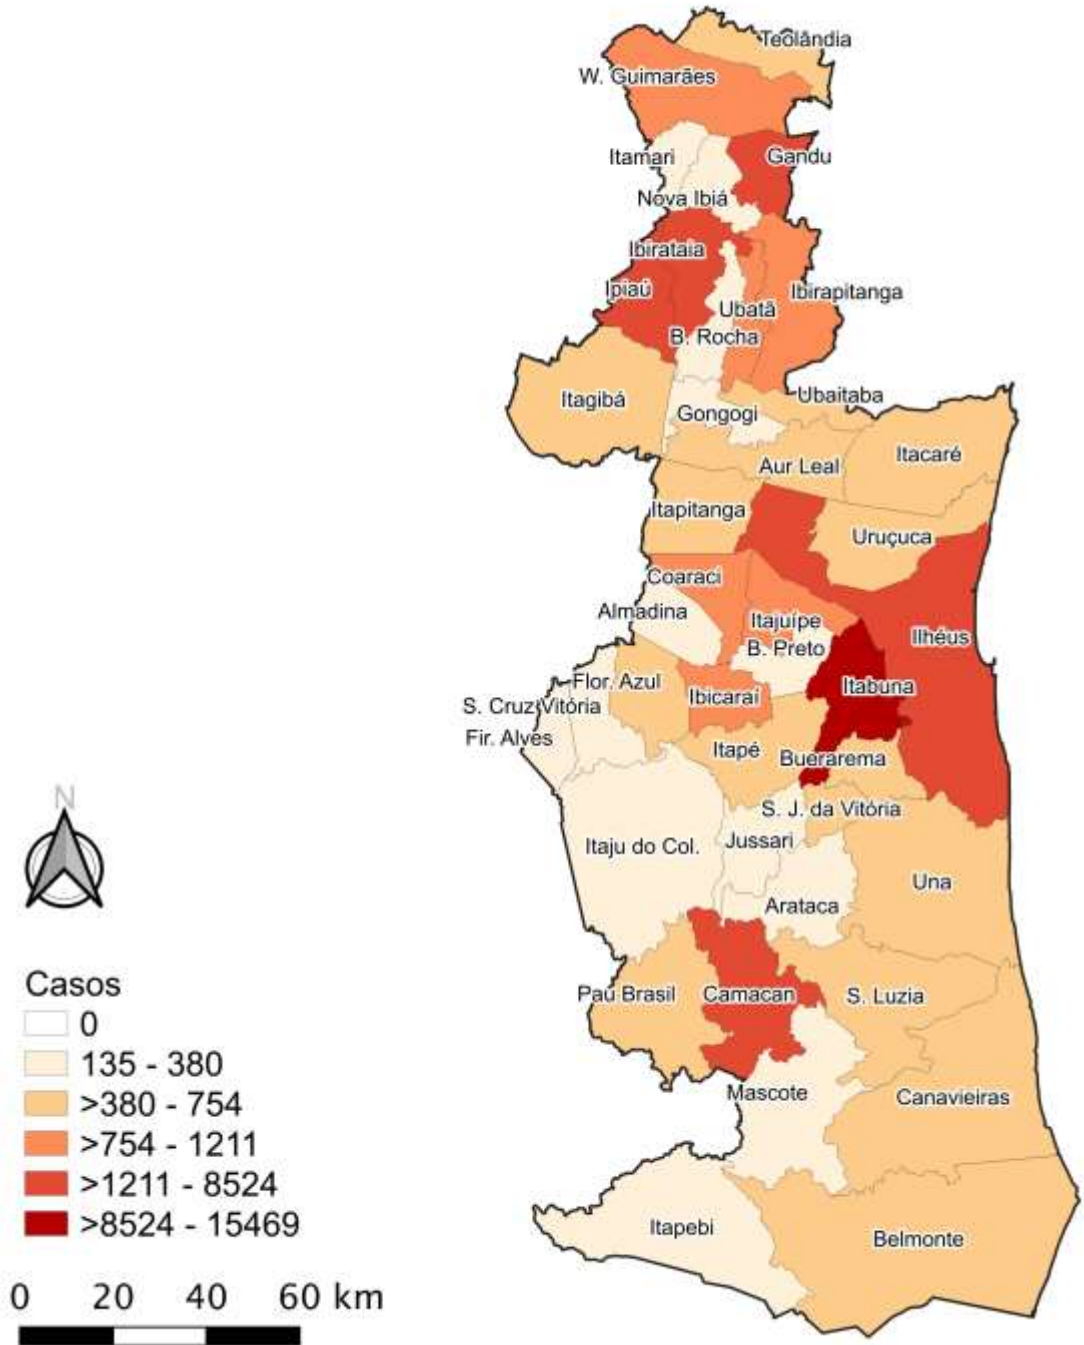 Teolândia
W. Guimarães
Itamari
Gandu
Nova Ibiá
Ibirataia
Ipiaú
Ibirapitanga
Ubatã
B. Rocha
Itagibá
Ubaitaba
Gongogi
Itacaré
Aur Leal
Itapitanga
Uruçuca
Coaraci
Almadina
Itajuípe
Ilhéus
B. Preto
Flor. Azul
Itabuna
Ibicaraí
S. Cruz Vitória
Fir. Alves
Itapé
Buerarema
S. J. da Vitória
Itaju do Col.
Jussari
Una
Arataca
Pau Brasil
Camacan
S. Luzia
Mascote
Canavieiras
Itapebi
Belmonte
N
Casos
0
135 - 380
>380 - 754
>754 - 1211
>1211 - 8524
>8524 - 15469
0 20 40 60 km